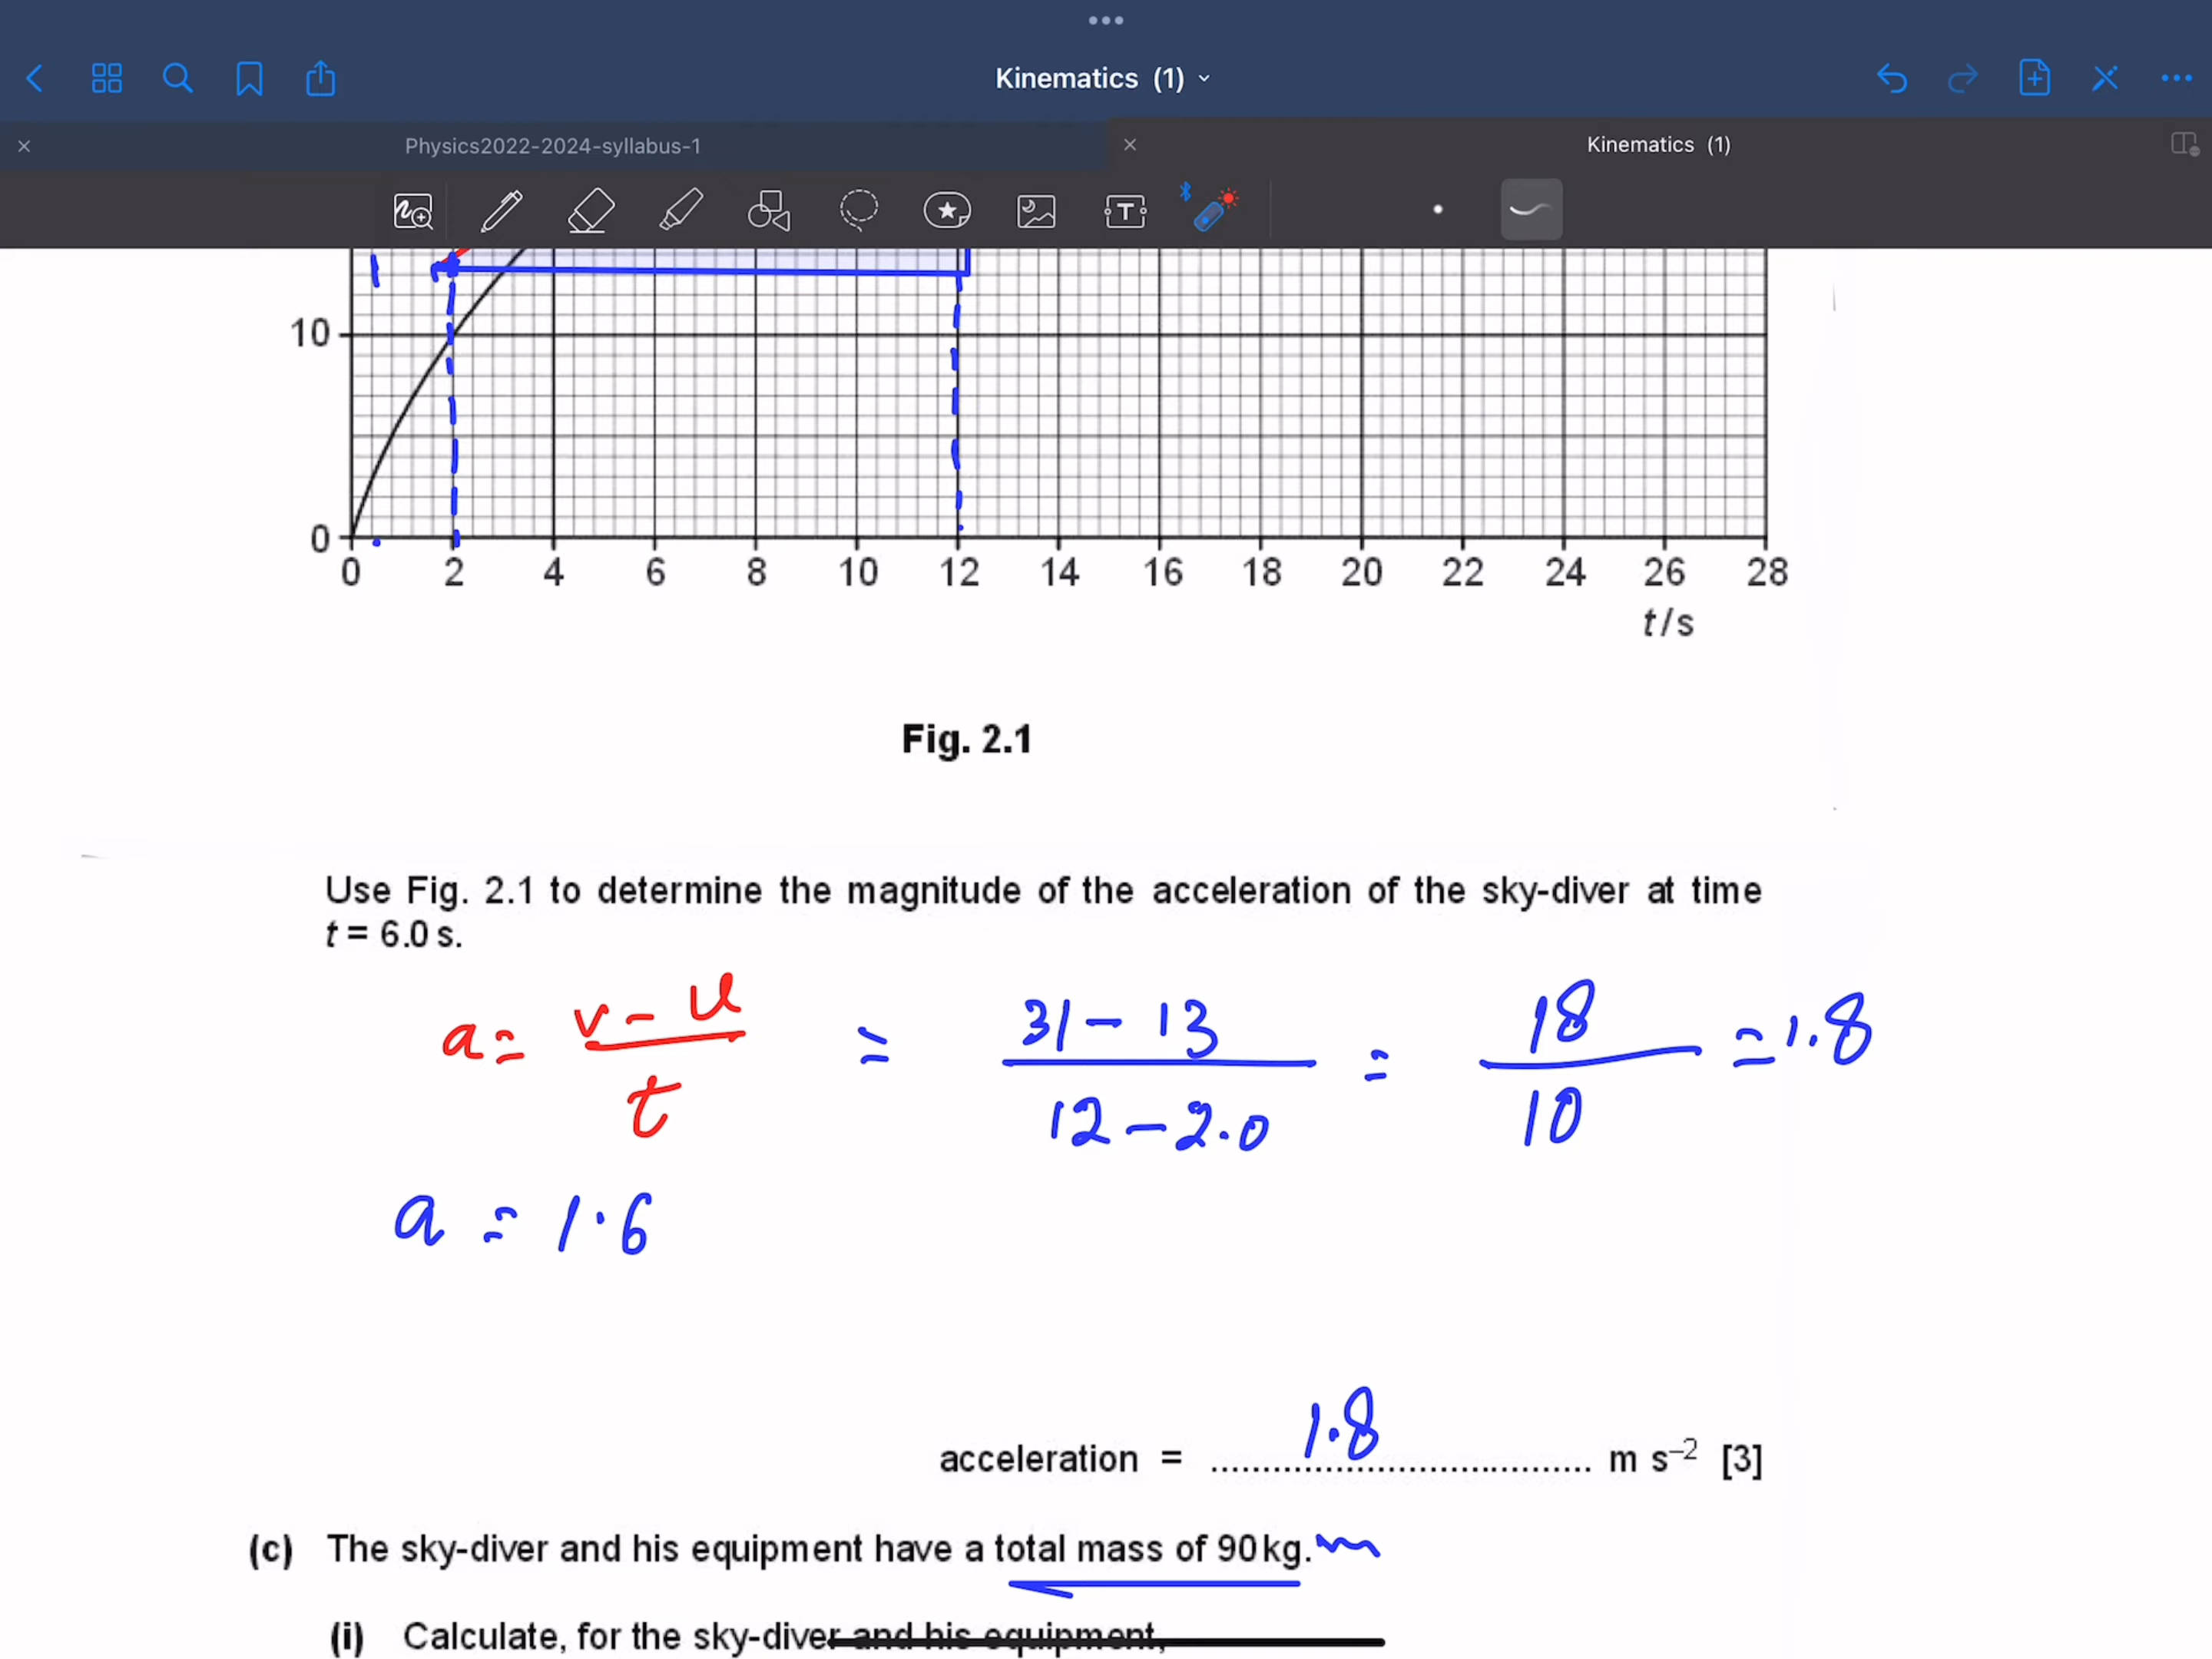 Kinematics (1)
Physics2022-2024-syllabus-1
Kinematics (1)
T
10
0
0 2 4 6 8 10 12 14 16 18 20 22 24 26 28
t/s
Fig. 2.1
Use Fig. 2.1 to determine the magnitude of the acceleration of the sky-diver at time
t = 6.0 s.
a = v - u / t = 31 - 13 / 12 - 2.0 = 18 / 10 = 1.8
a = 1.6
acceleration = 1.8 m s⁻² [3]
(c) The sky-diver and his equipment have a total mass of 90 kg. m
(i) Calculate, for the sky-diver and his equipment,